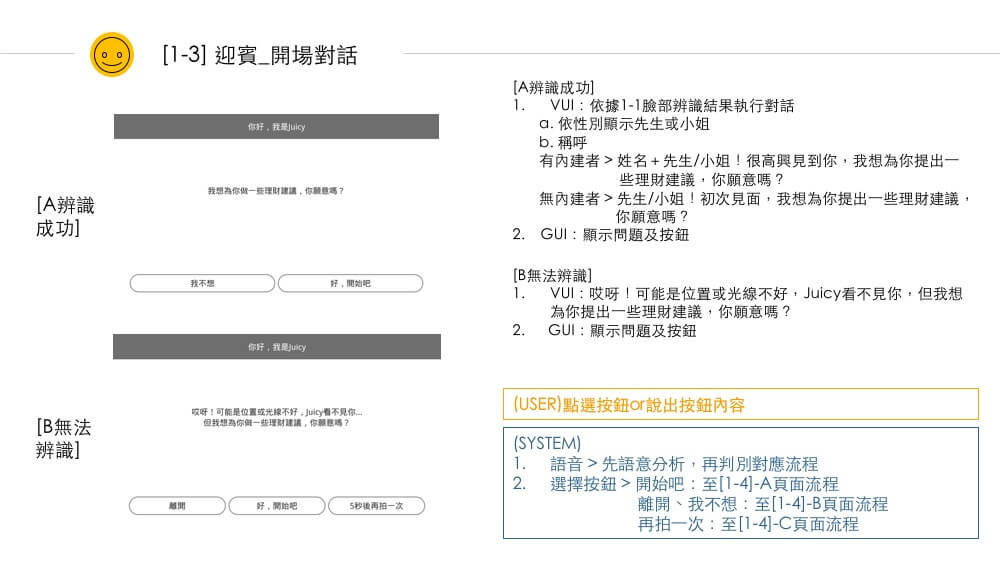 [1-3] 迎賓_開場對話
[A辨識
成功]
你好，我是Juicy
我想為你做一些理財建議，你願意嗎？
我不想
好，開始吧
[B無法
辨識]
你好，我是Juicy
哎呀！可能是位置或光線不好，Juicy看不見你...
但我想為你做一些理財建議，你願意嗎？
離開
好，開始吧
5秒後再拍一次
[A辨識成功]
1. VUI：依據1-1臉部辨識結果執行對話
a. 依性別顯示先生或小姐
b. 稱呼
有內建者 > 姓名 + 先生/小姐！很高興見到你，我想為你提出一
些理財建議，你願意嗎？
無內建者 > 先生/小姐！初次見面，我想為你提出一些理財建議，
你願意嗎？
2. GUI：顯示問題及按鈕
[B無法辨識]
1. VUI：哎呀！可能是位置或光線不好，Juicy看不見你，但我想
為你提出一些理財建議，你願意嗎？
2. GUI：顯示問題及按鈕
(USER)點選按鈕or說出按鈕內容
(SYSTEM)
1. 語音 > 先語意分析，再判別對應流程
2. 選擇按鈕 > 開始吧：至[1-4]-A頁面流程
離開、我不想：至[1-4]-B頁面流程
再拍一次：至[1-4]-C頁面流程